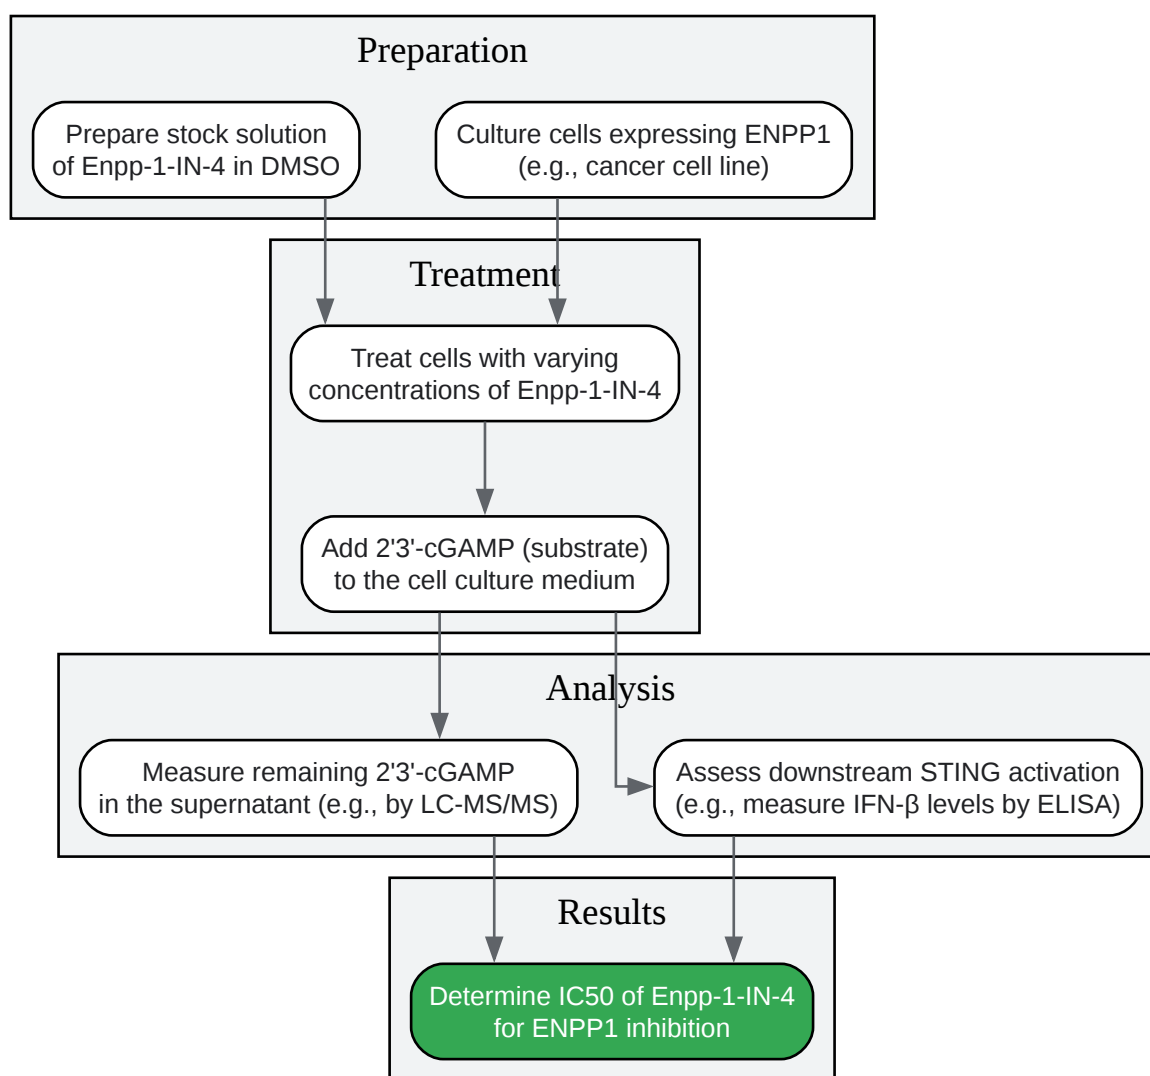 Preparation
Prepare stock solution
of Enpp-1-IN-4 in DMSO
Culture cells expressing ENPP1
(e.g., cancer cell line)
Treatment
Treat cells with varying
concentrations of Enpp-1-IN-4
Add 2'3'-cGAMP (substrate)
to the cell culture medium
Analysis
Measure remaining 2'3'-cGAMP
in the supernatant (e.g., by LC-MS/MS)
Assess downstream STING activation
(e.g., measure IFN-β levels by ELISA)
Results
Determine IC50 of Enpp-1-IN-4
for ENPP1 inhibition